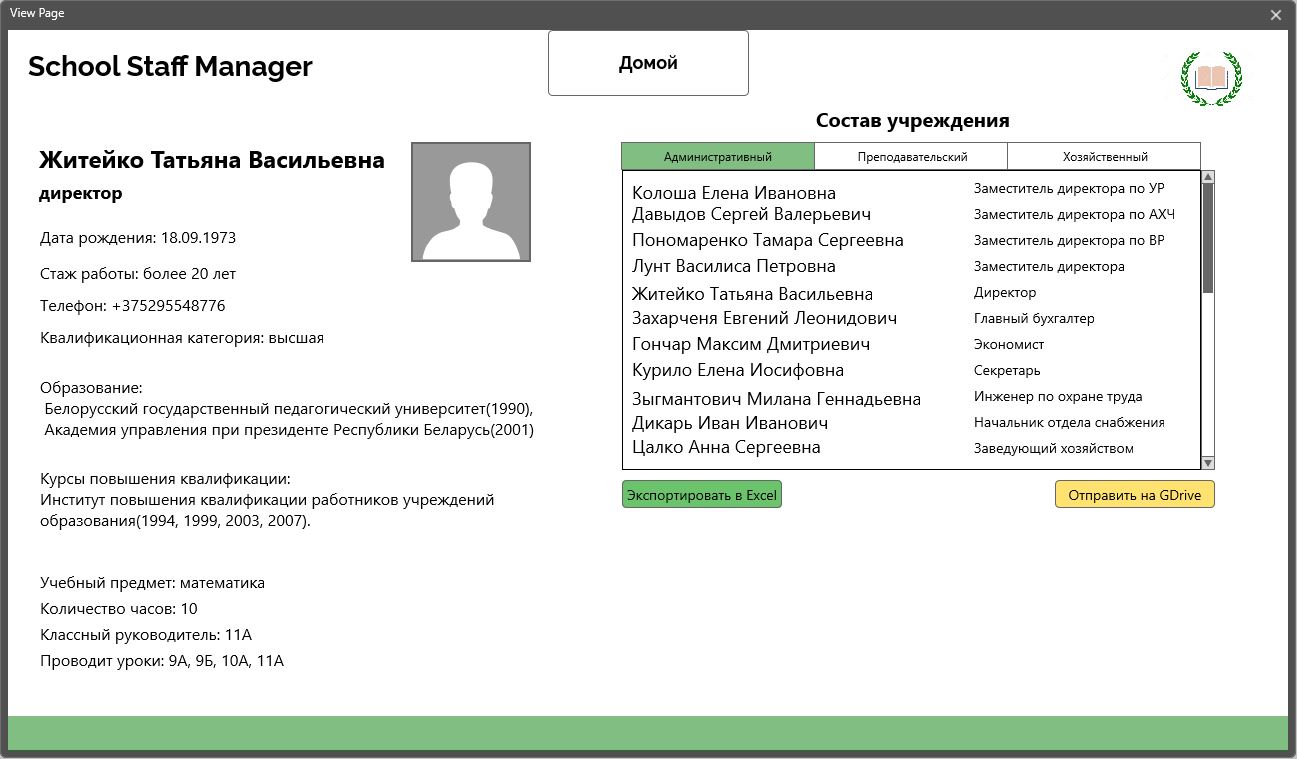 View Page
School Staff Manager
Домой
Житейко Татьяна Васильевна
директор
Дата рождения: 18.09.1973
Стаж работы: более 20 лет
Телефон: +375295548776
Квалификационная категория: высшая
Образование:
Белорусский государственный педагогический университет(1990),
Академия управления при президенте Республики Беларусь(2001)
Курсы повышения квалификации:
Институт повышения квалификации работников учреждений
образования(1994, 1999, 2003, 2007).
Учебный предмет: математика
Количество часов: 10
Классный руководитель: 11А
Проводит уроки: 9А, 9Б, 10А, 11А
Состав учреждения
Административный Преподавательский Хозяйственный
Колоша Елена Ивановна Заместитель директора по УР
Давыдов Сергей Валерьевич Заместитель директора по АХЧ
Пономаренко Тамара Сергеевна Заместитель директора по ВР
Лунт Василиса Петровна Заместитель директора
Житейко Татьяна Васильевна Директор
Захарченя Евгений Леонидович Главный бухгалтер
Гончар Максим Дмитриевич Экономист
Курило Елена Иосифовна Секретарь
Зыгмантович Милана Геннадьевна Инженер по охране труда
Дикарь Иван Иванович Начальник отдела снабжения
Цалко Анна Сергеевна Заведующий хозяйством
Экспортировать в Excel Отправить на GDrive